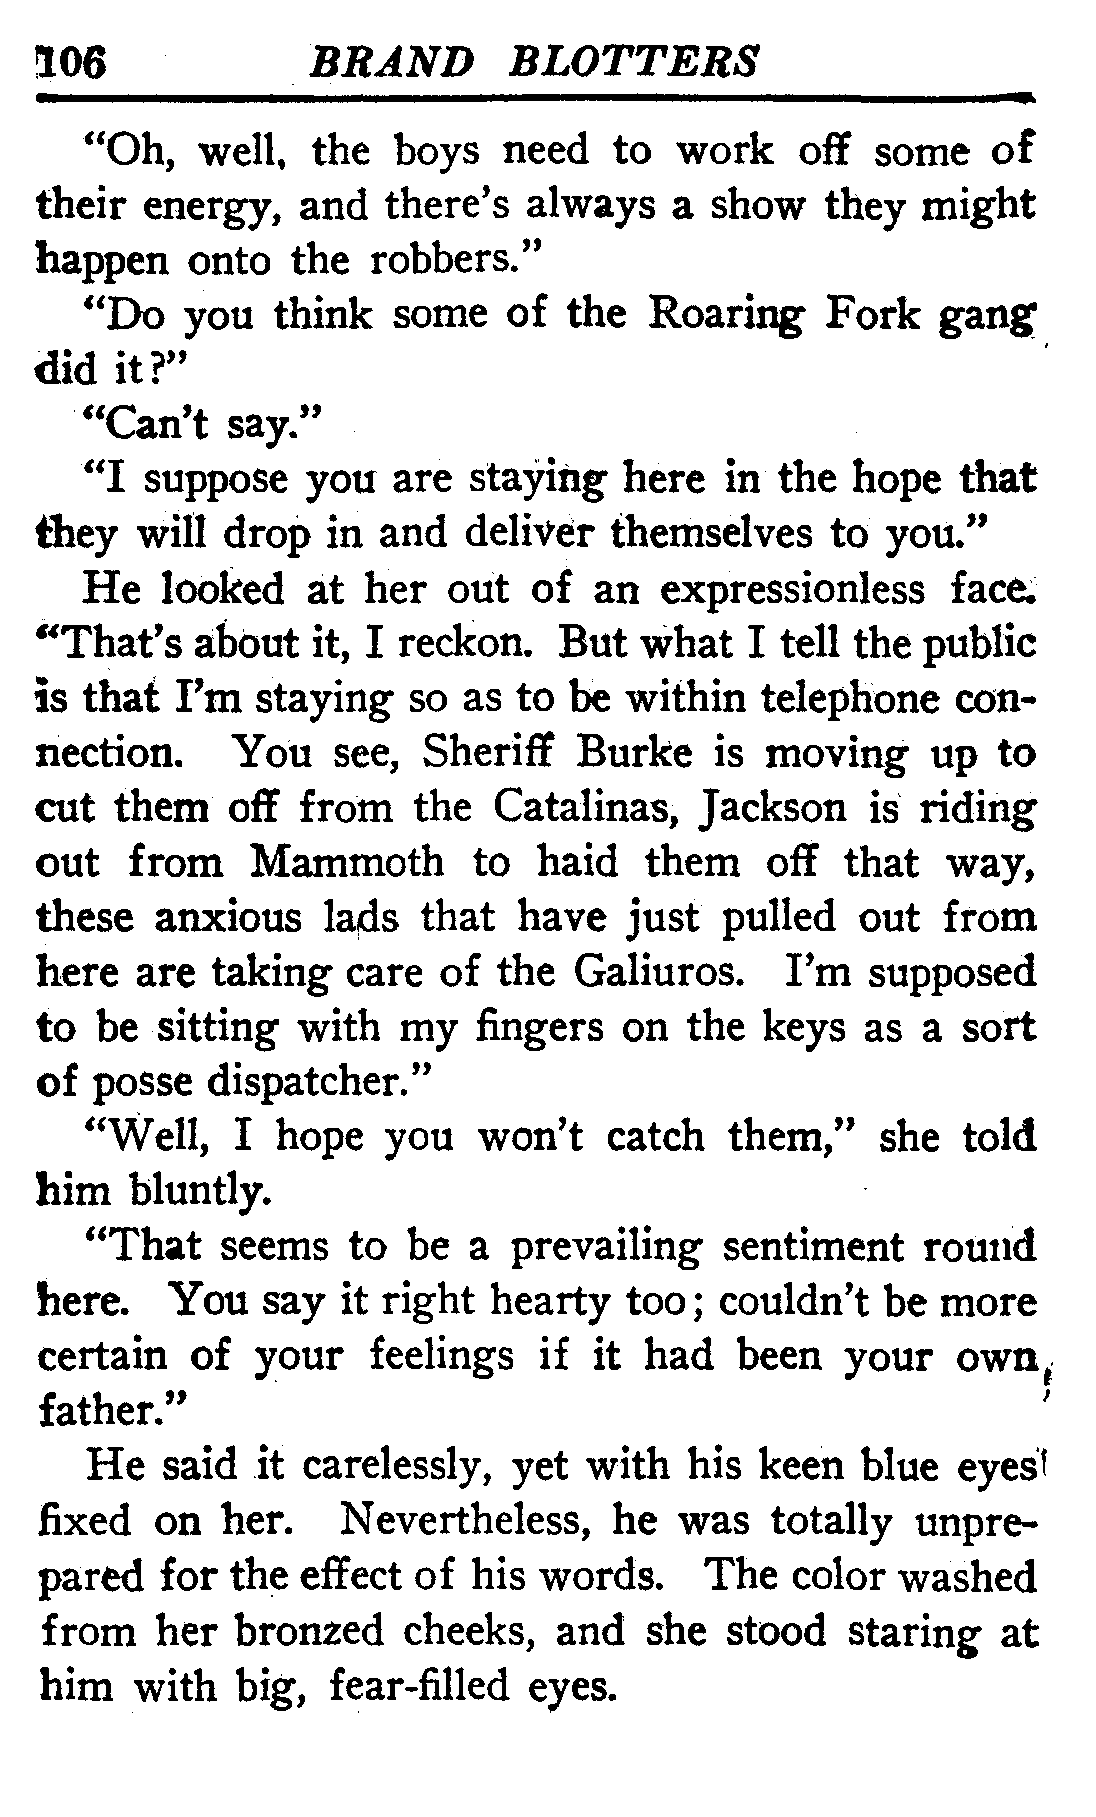 106 BRAND BLOTTERS
“Oh, well, the boys need to work off some of
their energy, and there’s always a show they might
happen onto the robbers.”
“Do you think some of the Roaring Fork gang
did it?”
“Can’t say.”
“I suppose you are staying here in the hope that
they will drop in and deliver themselves to you.”
He looked at her out of an expressionless face.
“That’s about it, I reckon. But what I tell the public
is that I’m staying so as to be within telephone con-
nection. You see, Sheriff Burke is moving up to
cut them off from the Catalinas, Jackson is riding
out from Mammoth to haid them off that way,
these anxious lads that have just pulled out from
here are taking care of the Galiuros. I’m supposed
to be sitting with my fingers on the keys as a sort
of posse dispatcher.”
“Well, I hope you won’t catch them,” she told
him bluntly.
“That seems to be a prevailing sentiment round
here. You say it right hearty too; couldn’t be more
certain of your feelings if it had been your own
father.”
He said it carelessly, yet with his keen blue eyes
fixed on her. Nevertheless, he was totally unpre-
pared for the effect of his words. The color washed
from her bronzed cheeks, and she stood staring at
him with big, fear-filled eyes.